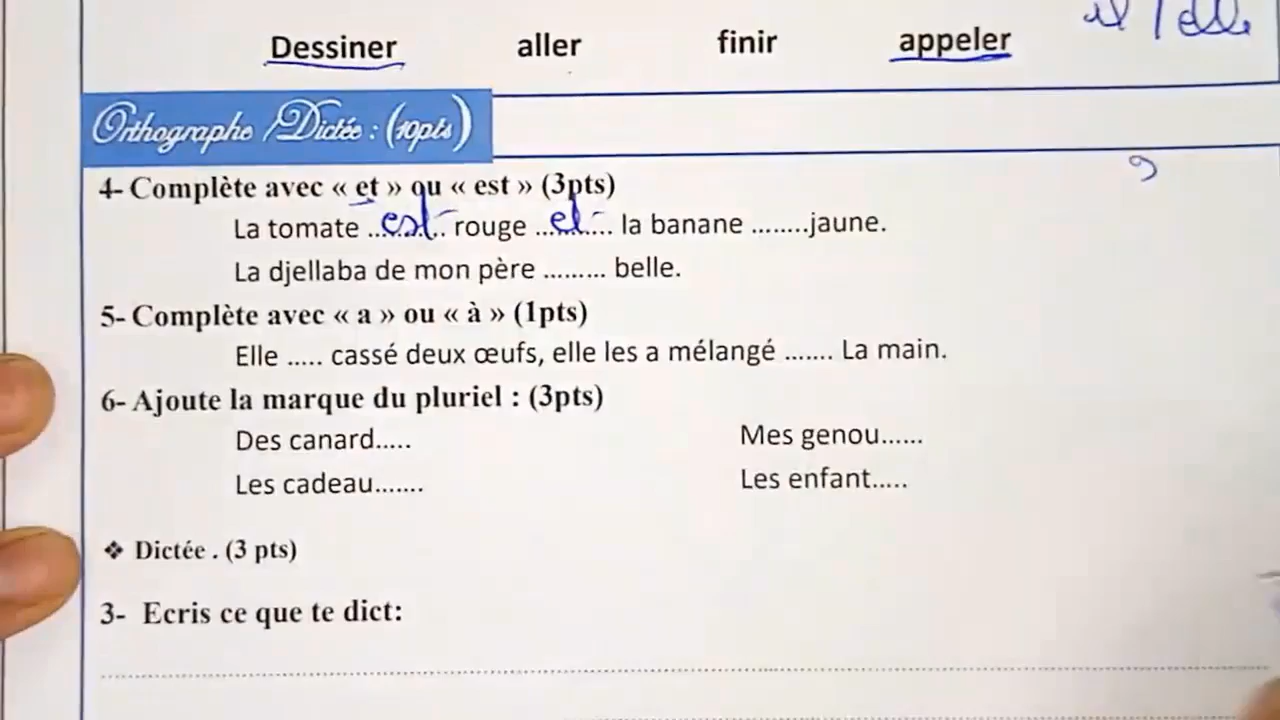 il / elle
Dessiner aller finir appeler
Orthographe / Dictée : (10pts)
4- Complète avec « et » ou « est » (3pts)
La tomate ...est... rouge ...et... la banane ........jaune.
La djellaba de mon père ......... belle.
5- Complète avec « a » ou « à » (1pts)
Elle ..... cassé deux œufs, elle les a mélangé ....... La main.
6- Ajoute la marque du pluriel : (3pts)
Des canard..... Mes genou......
Les cadeau....... Les enfant.....
❖ Dictée . (3 pts)
3- Ecris ce que te dict: